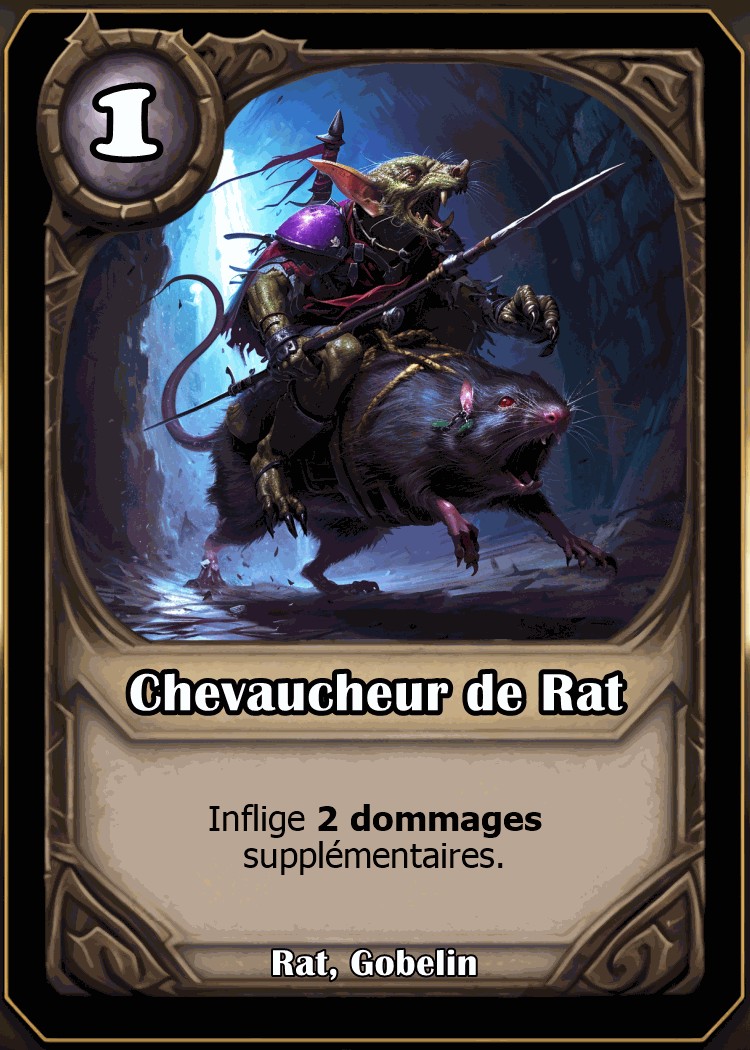 1
Chevaucheur de Rat
Inflige 2 dommages
supplémentaires.
Rat, Gobelin